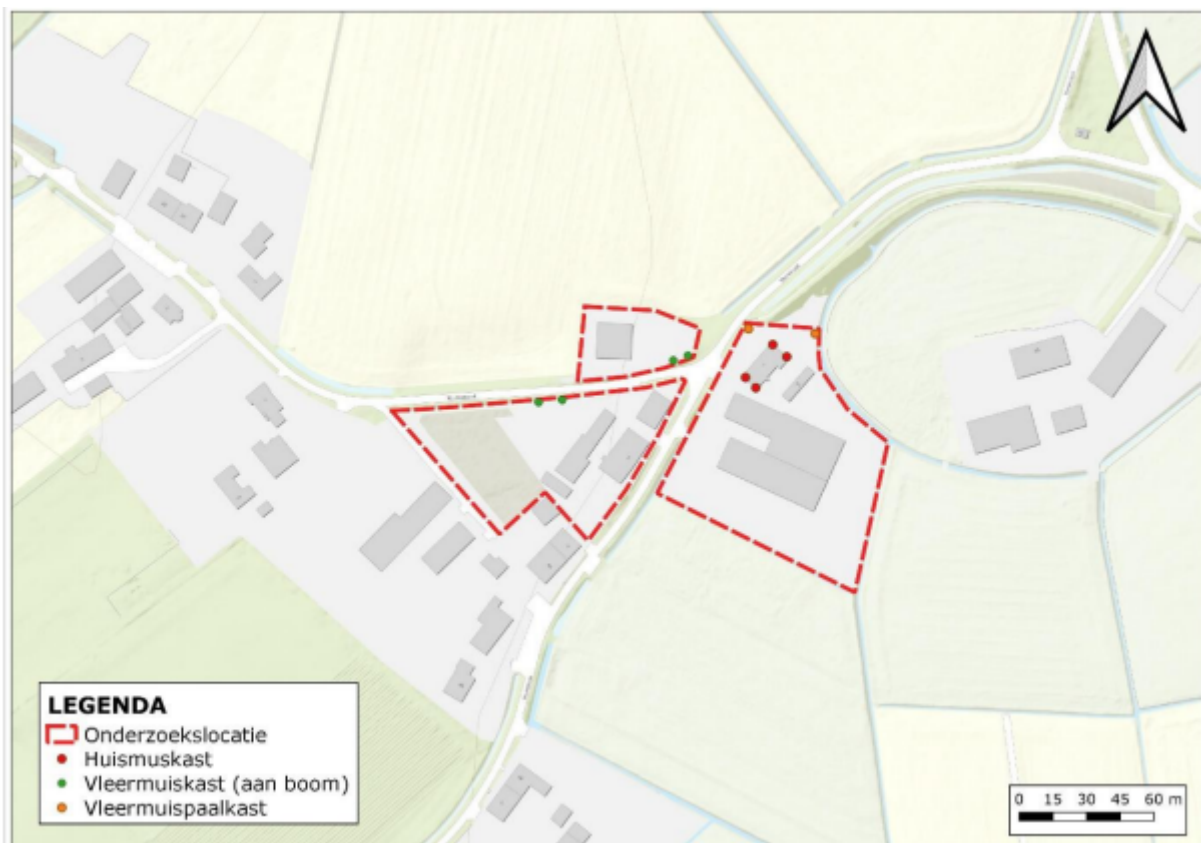 LEGENDA
Onderzoekslocatie
Huismuskast
Vleermuiskast (aan boom)
Vleermuispaalkast
0 15 30 45 60 m